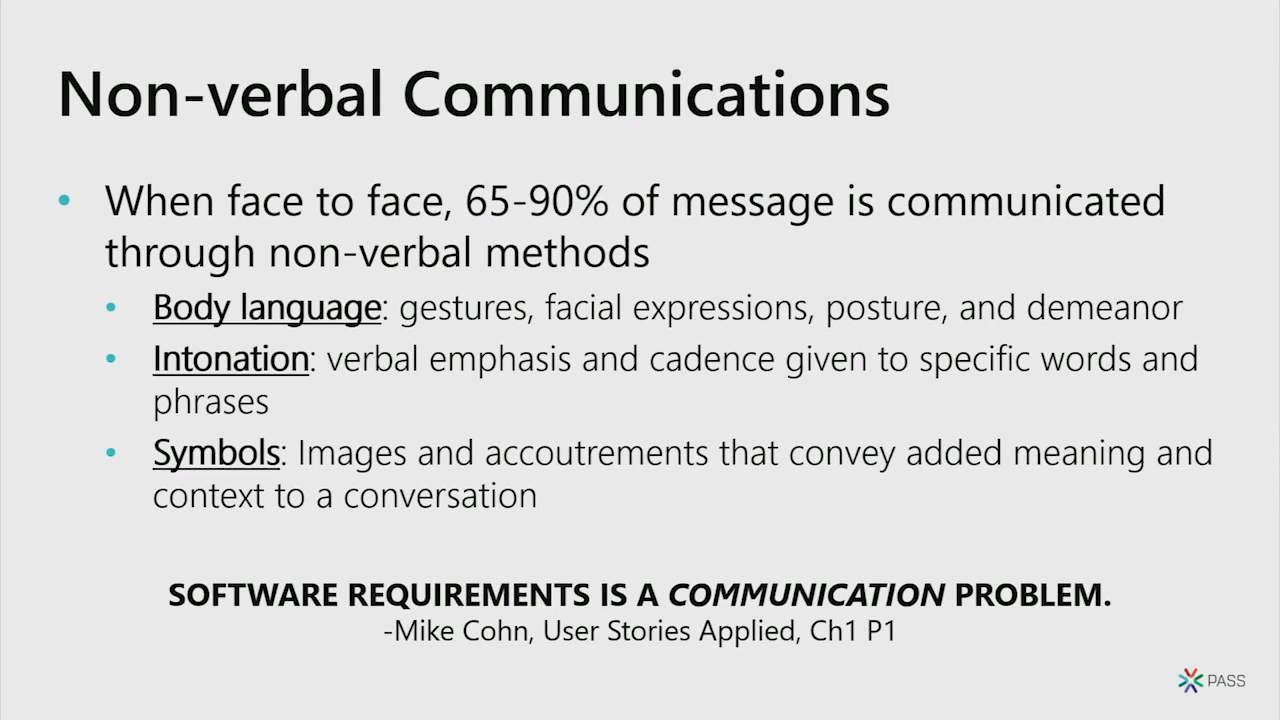 Non-verbal Communications
• When face to face, 65-90% of message is communicated
through non-verbal methods
• Body language: gestures, facial expressions, posture, and demeanor
• Intonation: verbal emphasis and cadence given to specific words and
phrases
• Symbols: Images and accoutrements that convey added meaning and
context to a conversation
SOFTWARE REQUIREMENTS IS A COMMUNICATION PROBLEM.
-Mike Cohn, User Stories Applied, Ch1 P1
PASS